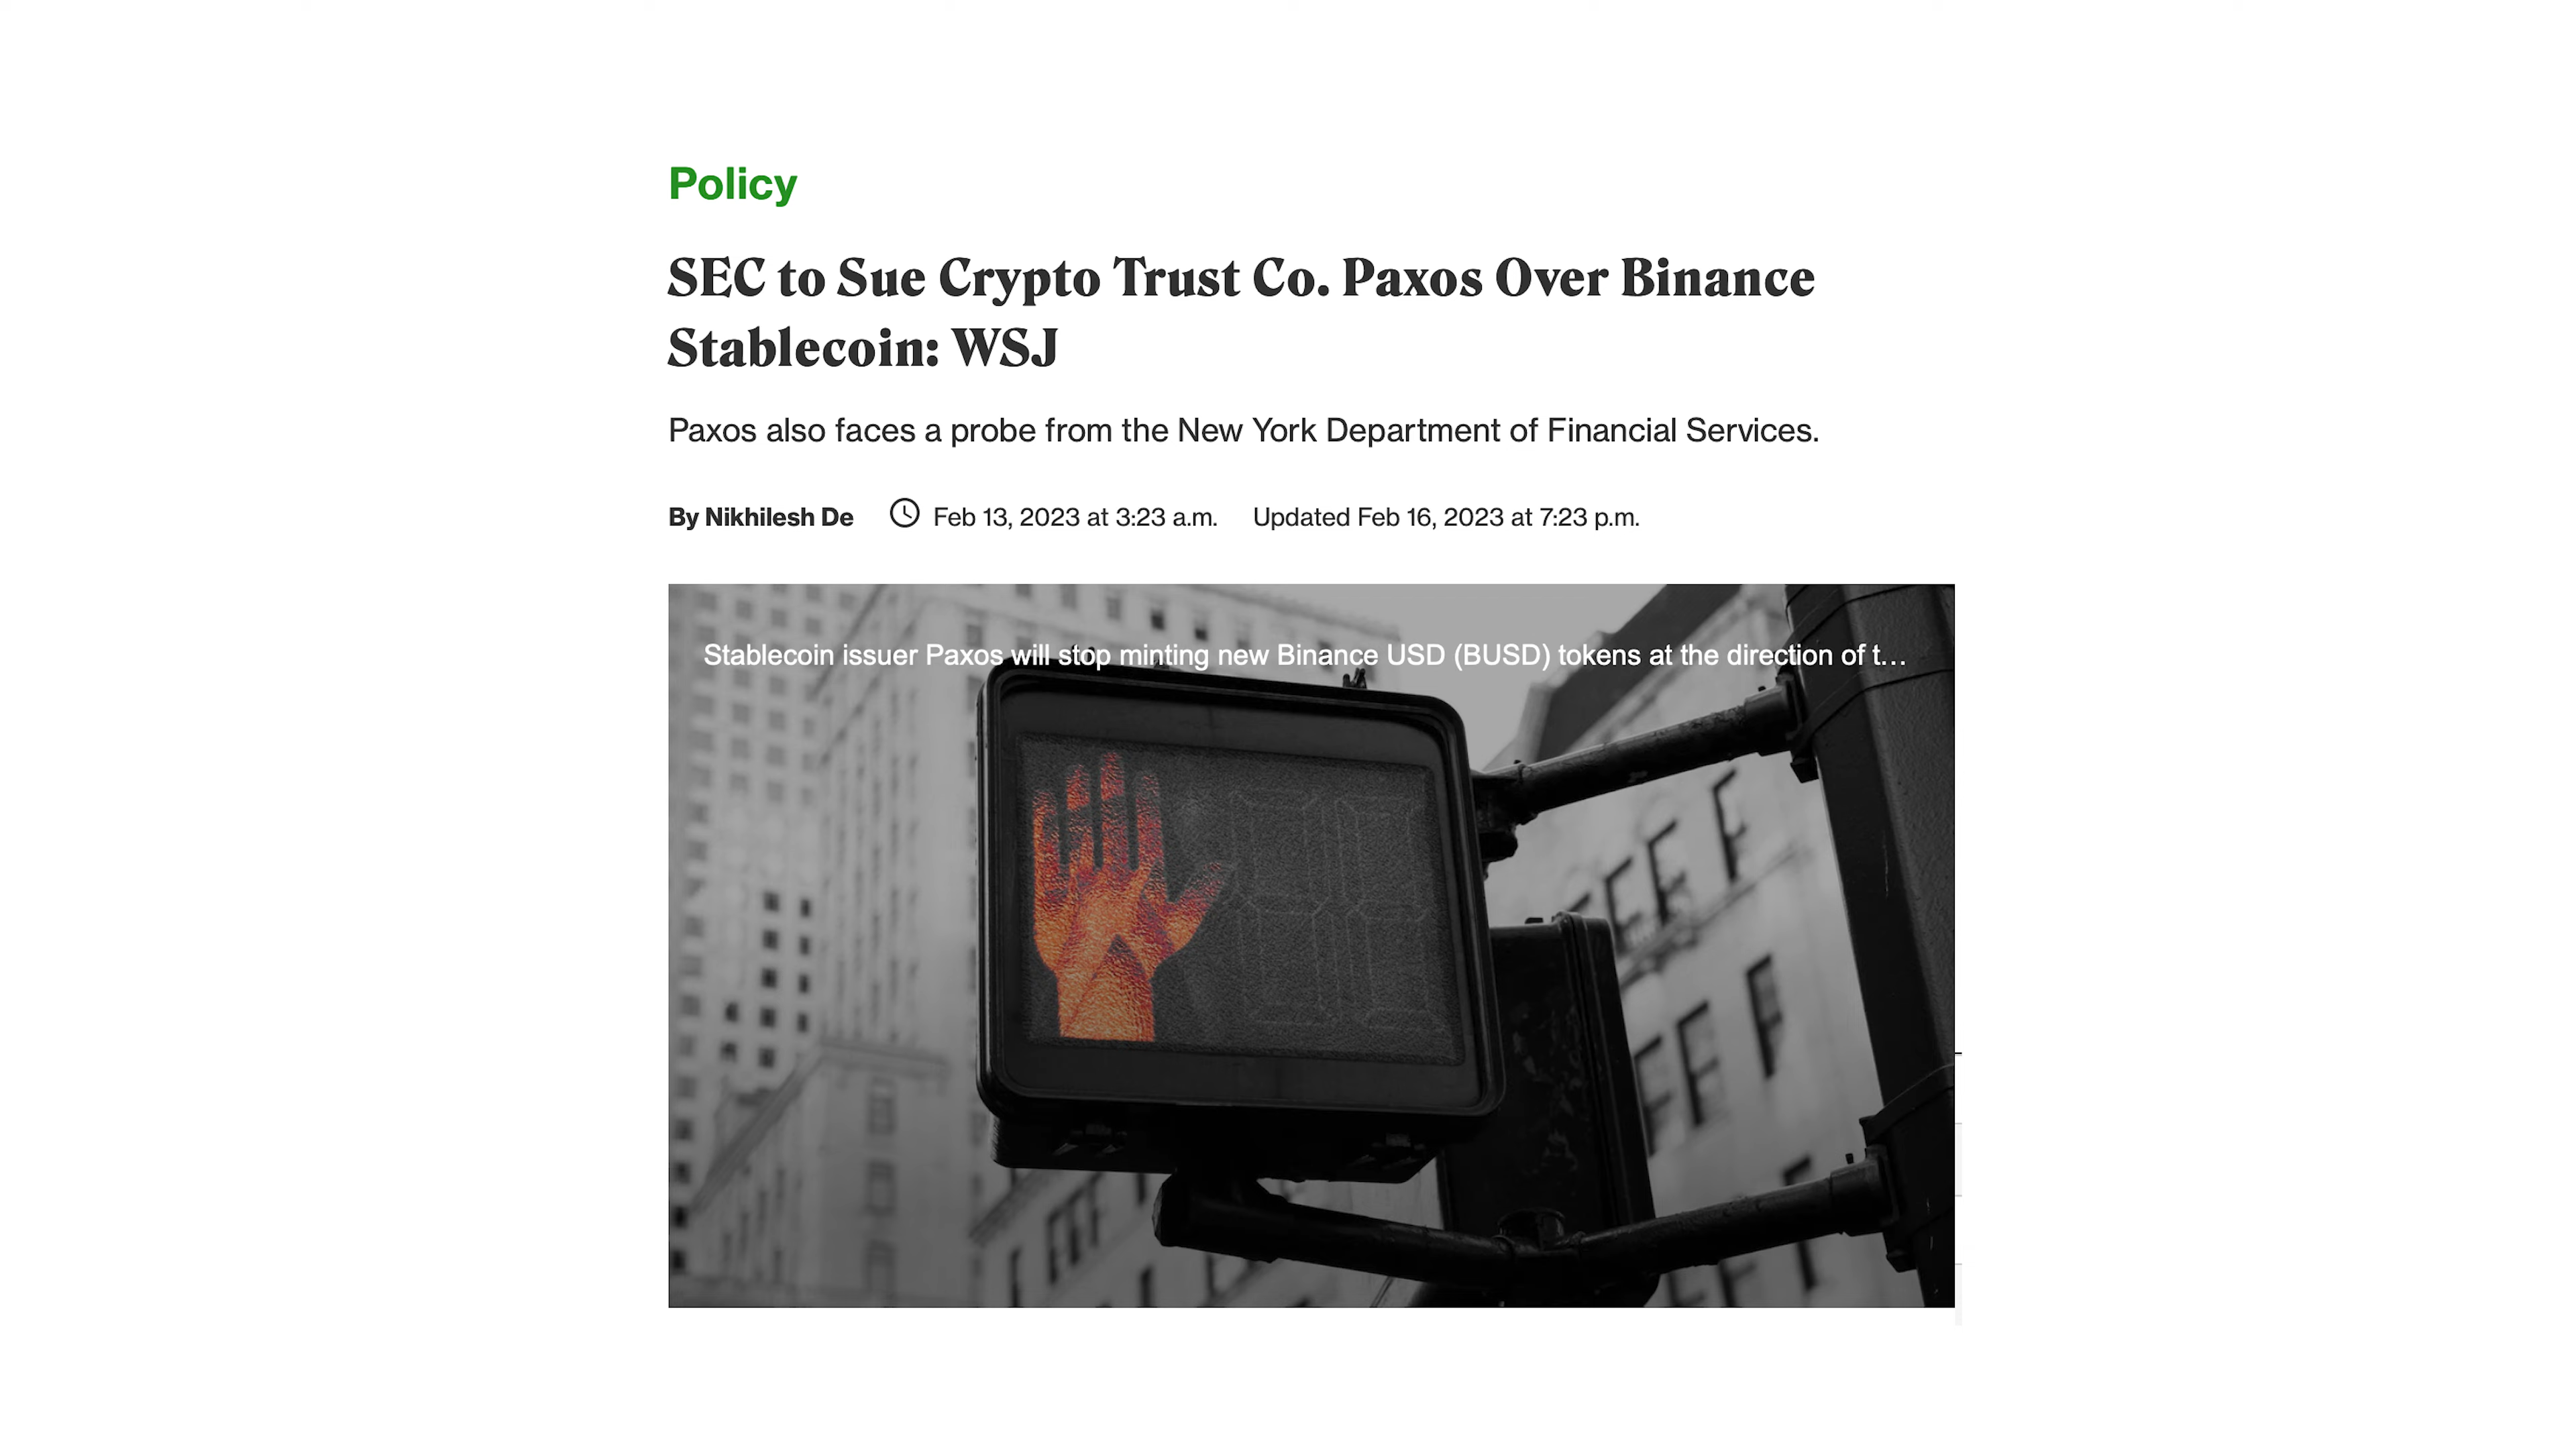 Policy
SEC to Sue Crypto Trust Co. Paxos Over Binance
Stablecoin: WSJ
Paxos also faces a probe from the New York Department of Financial Services.
By Nikhilesh De Feb 13, 2023 at 3:23 a.m. Updated Feb 16, 2023 at 7:23 p.m.
Stablecoin issuer Paxos will stop minting new Binance USD (BUSD) tokens at the direction of t...